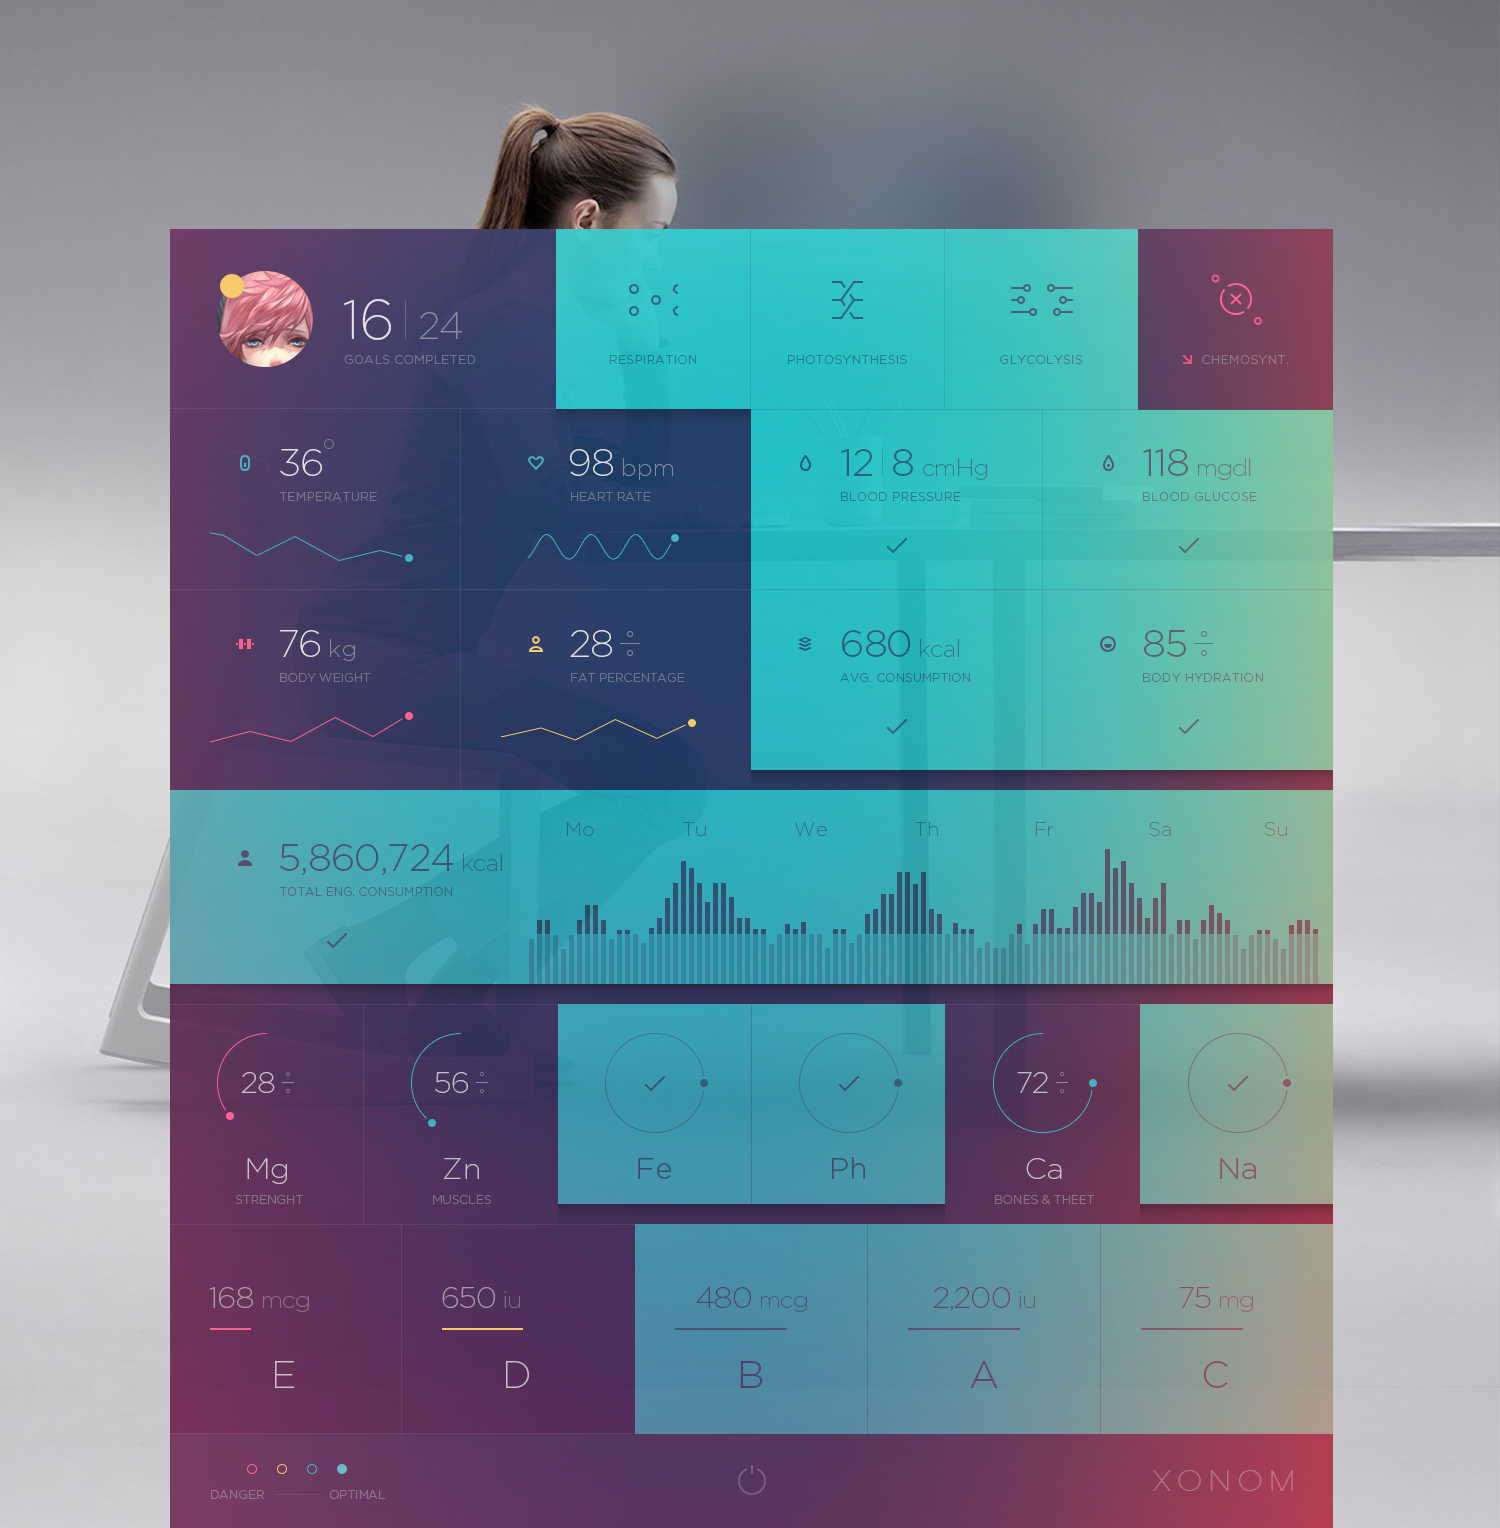 16 | 24
GOALS COMPLETED
RESPIRATION
PHOTOSYNTHESIS
GLYCOLYSIS
CHEMOSYNT.
36°
TEMPERATURE
98 bpm
HEART RATE
12 | 8 cmHg
BLOOD PRESSURE
118 mgdl
BLOOD GLUCOSE
76 kg
BODY WEIGHT
28 ÷
FAT PERCENTAGE
680 kcal
AVG. CONSUMPTION
85 ÷
BODY HYDRATION
5,860,724 kcal
TOTAL ENG. CONSUMPTION
Mo Tu We Th Fr Sa Su
28 ÷
Mg
STRENGHT
56 ÷
Zn
MUSCLES
Fe
Ph
72 ÷
Ca
BONES & THEET
Na
168 mcg
E
650 iu
D
480 mcg
B
2,200 iu
A
75 mg
C
DANGER OPTIMAL
XONOM